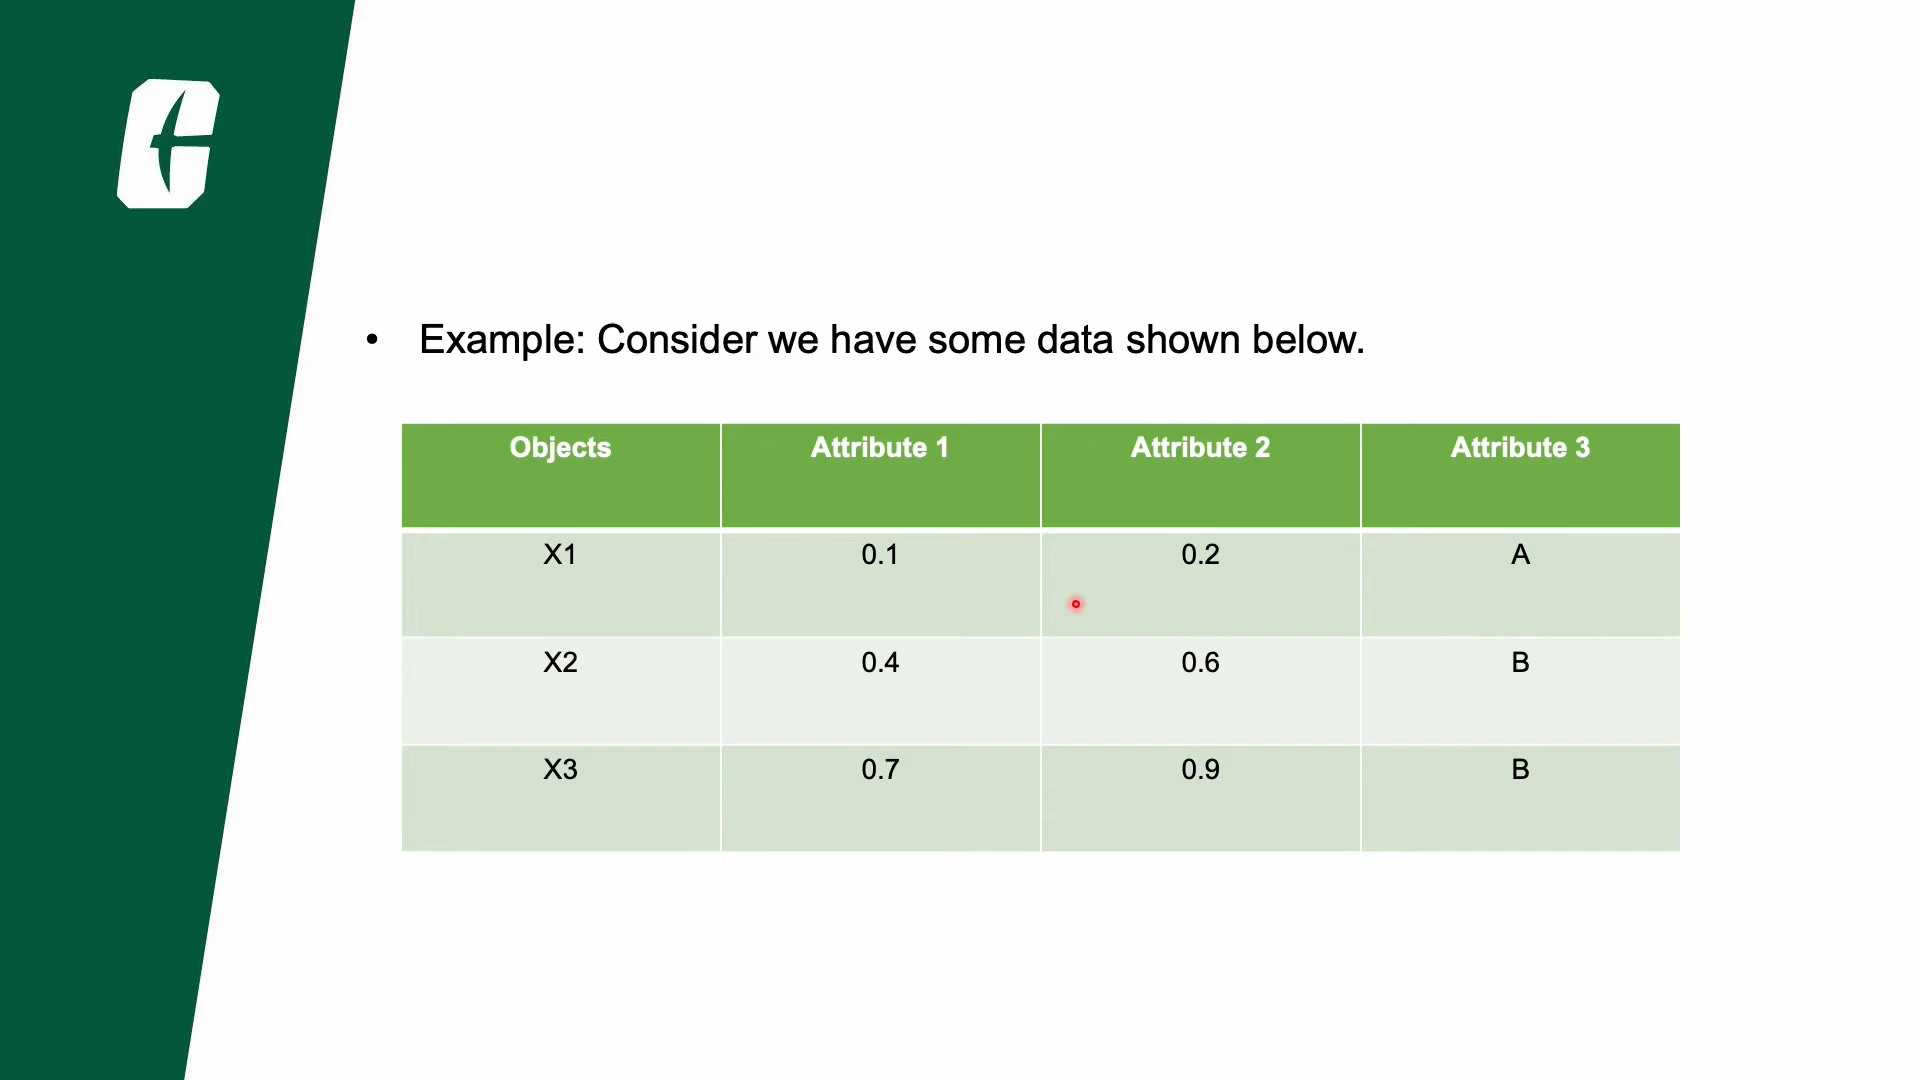 • Example: Consider we have some data shown below.
Objects Attribute 1 Attribute 2 Attribute 3
X1 0.1 0.2 A
X2 0.4 0.6 B
X3 0.7 0.9 B